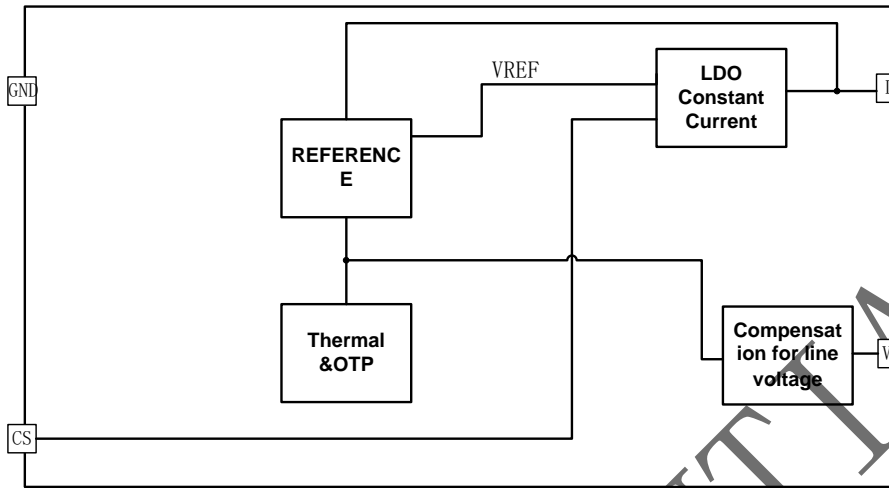 GND
VREF
LDO
Constant
Current
REFERENC
E
Thermal
&OTP
Compensat
ion for line
voltage
CS